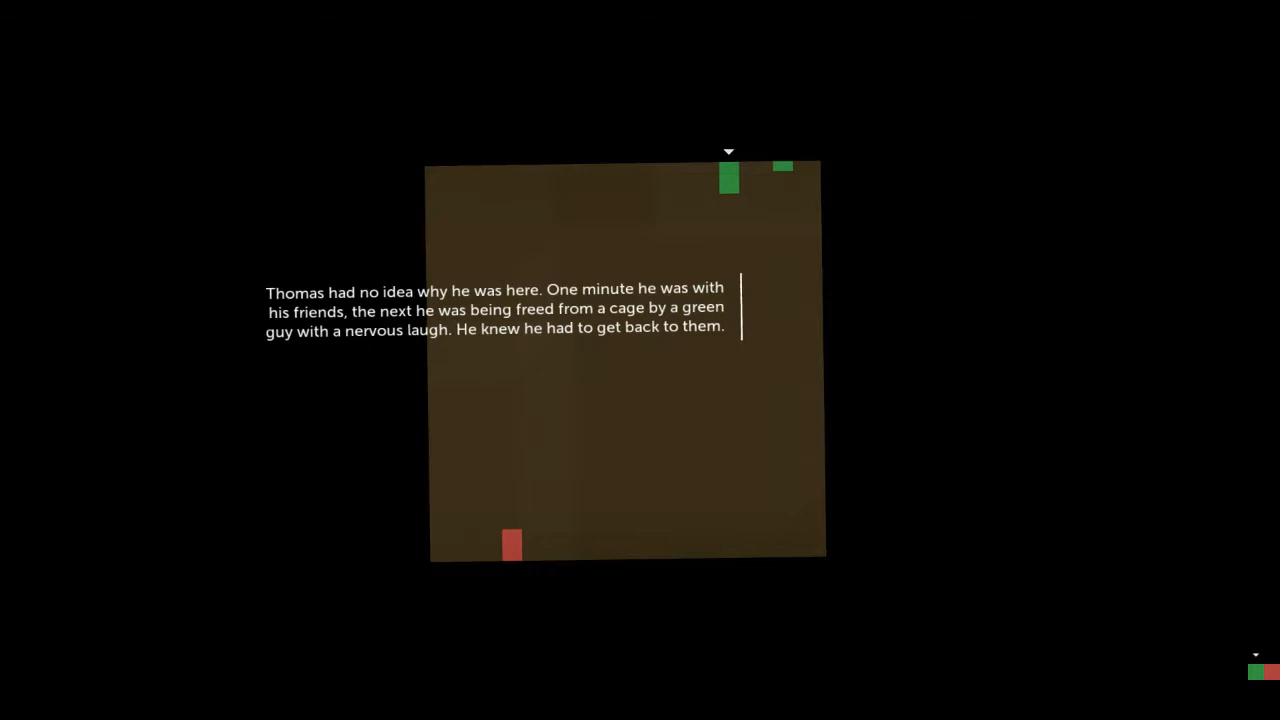 Thomas had no idea why he was here. One minute he was with
his friends, the next he was being freed from a cage by a green
guy with a nervous laugh. He knew he had to get back to them.